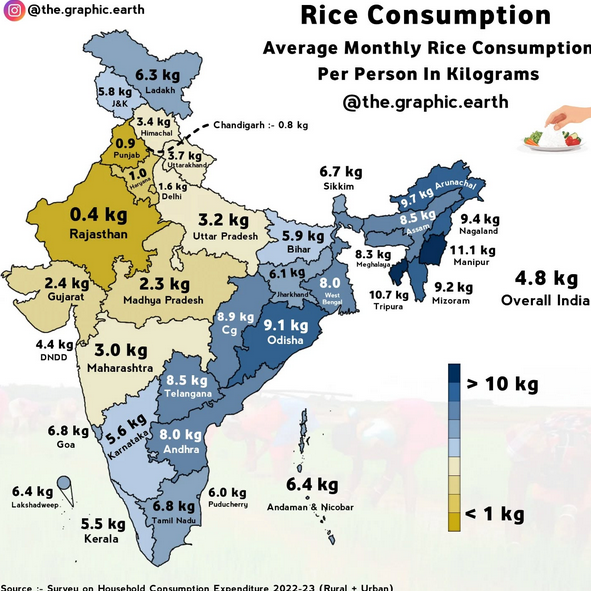 @the.graphic.earth
Rice Consumption
Average Monthly Rice Consumption
Per Person In Kilograms
@the.graphic.earth
6.3 kg
Ladakh
5.8 kg
J&K
3.4 kg
Himachal
Chandigarh :- 0.8 kg
0.9
Punjab
3.7 kg
Uttarakhand
1.0
Haryana
1.6 kg
Delhi
0.4 kg
Rajasthan
3.2 kg
Uttar Pradesh
6.7 kg
Sikkim
9.7 kg Arunachal
8.5 kg
Assam
9.4 kg
Nagaland
5.9 kg
Bihar
8.3 kg
Meghalaya
11.1 kg
Manipur
4.8 kg
Overall India
2.4 kg
Gujarat
2.3 kg
Madhya Pradesh
6.1 kg
Jharkhand
8.0
West
Bengal
10.7 kg
Tripura
9.2 kg
Mizoram
8.9 kg
Cg
9.1 kg
Odisha
4.4 kg
DNDD
3.0 kg
Maharashtra
8.5 kg
Telangana
> 10 kg
6.8 kg
Goa
5.6 kg
Karnataka
8.0 kg
Andhra
6.4 kg
Lakshadweep
6.8 kg
Tamil Nadu
6.0 kg
Puducherry
6.4 kg
Andaman & Nicobar
5.5 kg
Kerala
< 1 kg
Source :- Survey on Household Consumption Expenditure 2022-23 (Rural + Urban)